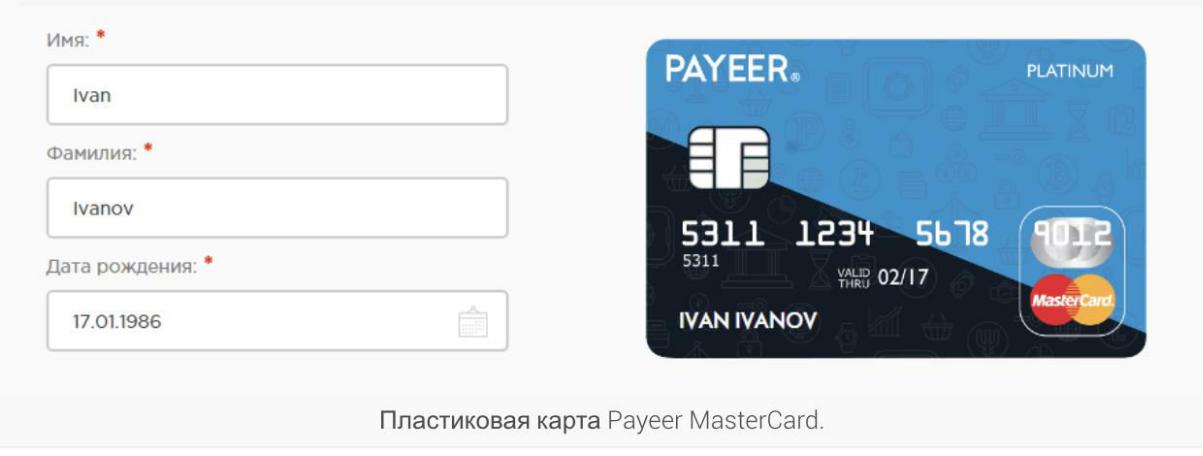 Имя: *
Ivan
Фамилия: *
Ivanov
Дата рождения: *
17.01.1986
PAYEER®
PLATINUM
5311 1234 5678 9012
5311
VALID THRU 02/17
MasterCard
IVAN IVANOV
Пластиковая карта Payeer MasterCard.